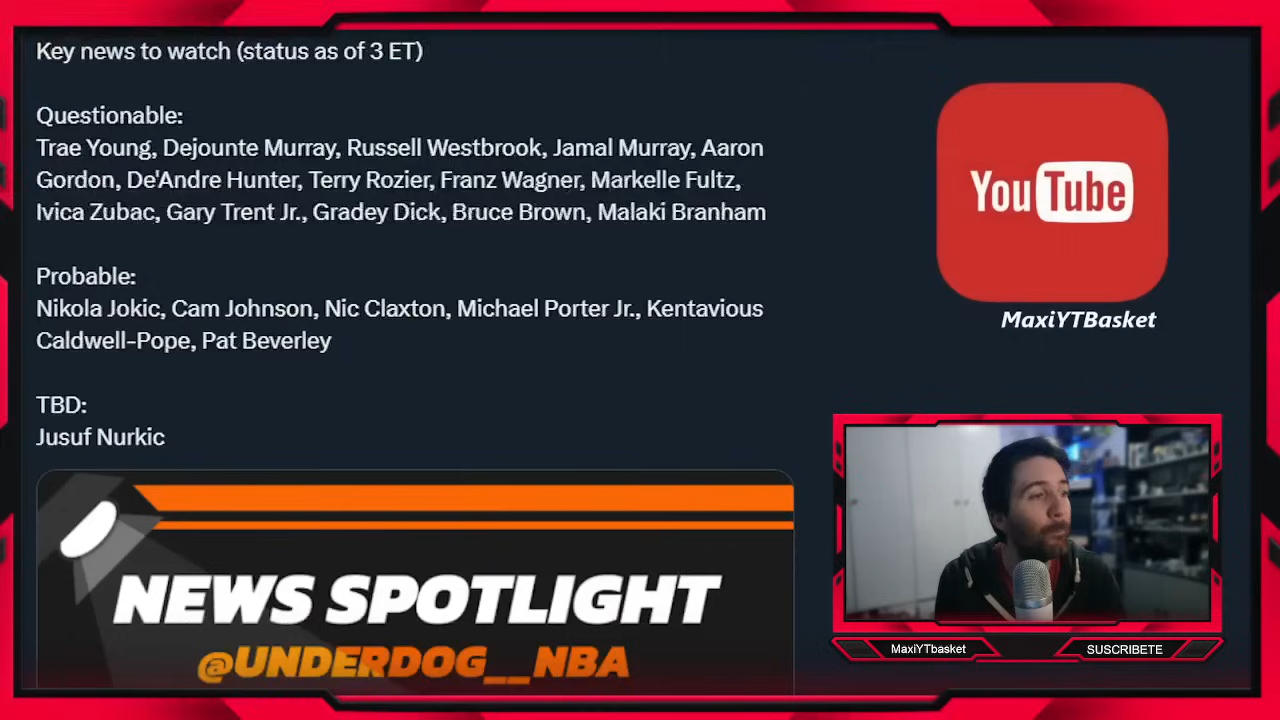 Key news to watch (status as of 3 ET)
Questionable:
Trae Young, Dejounte Murray, Russell Westbrook, Jamal Murray, Aaron
Gordon, De'Andre Hunter, Terry Rozier, Franz Wagner, Markelle Fultz,
Ivica Zubac, Gary Trent Jr., Gradey Dick, Bruce Brown, Malaki Branham
Probable:
Nikola Jokic, Cam Johnson, Nic Claxton, Michael Porter Jr., Kentavious
Caldwell-Pope, Pat Beverley
TBD:
Jusuf Nurkic
NEWS SPOTLIGHT
@UNDERDOG__NBA
YouTube
MaxiYTBasket
MaxiYTbasket
SUSCRIBETE